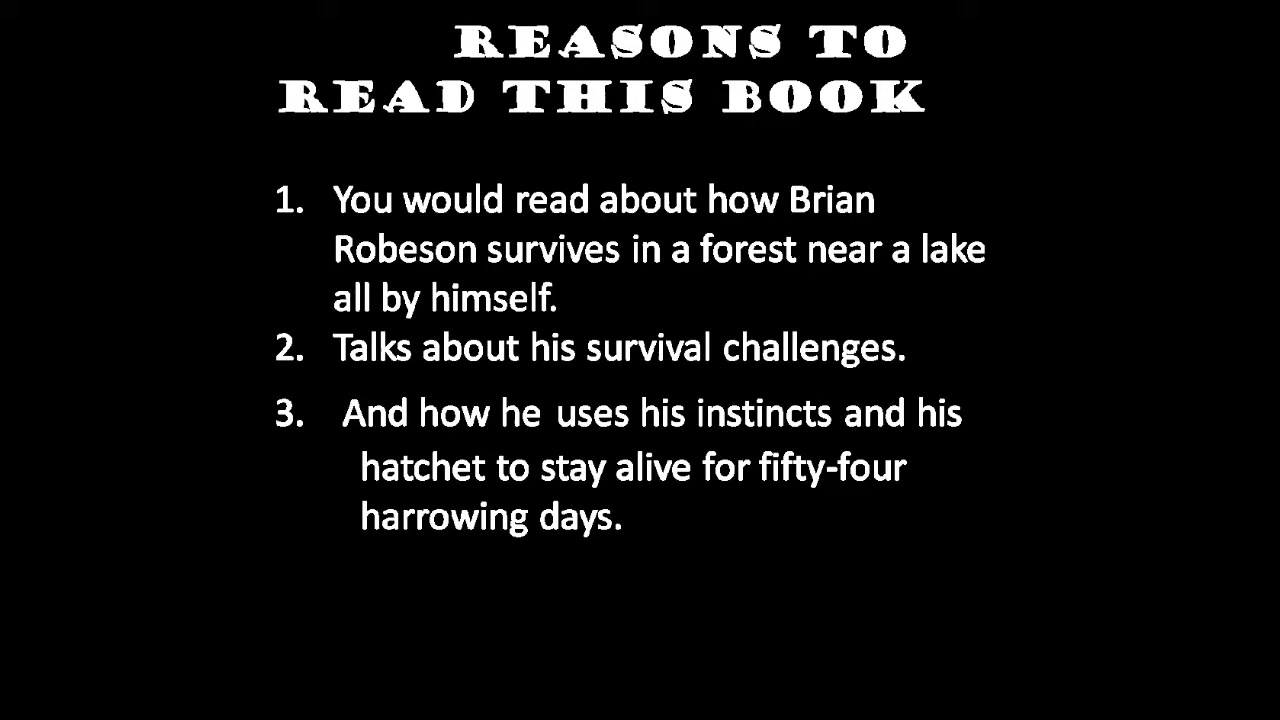 REASONS TO
READ THIS BOOK
1. You would read about how Brian
Robeson survives in a forest near a lake
all by himself.
2. Talks about his survival challenges.
3. And how he uses his instincts and his
hatchet to stay alive for fifty-four
harrowing days.